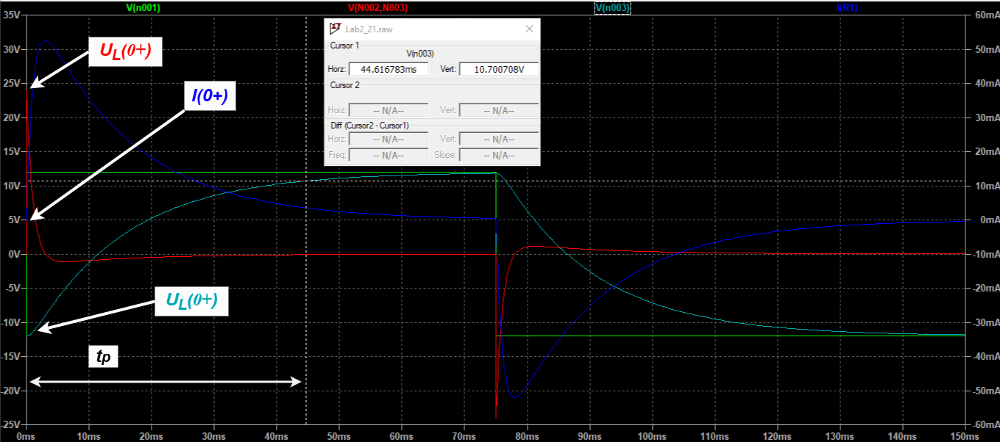 V(n001) V(N002,N003) V(n003) I(R1)
35V 60mA
30V 50mA
25V 40mA
20V 30mA
15V 20mA
10V 10mA
5V 0mA
0V -10mA
-5V -20mA
-10V -30mA
-15V -40mA
-20V -50mA
-25V -60mA
0ms 10ms 20ms 30ms 40ms 50ms 60ms 70ms 80ms 90ms 100ms 110ms 120ms 130ms 140ms 150ms
Lab2_21.raw
Cursor 1
V(n003)
Horz: 44.616783ms Vert: 10.700708V
Cursor 2
Horz: -- N/A-- Vert: -- N/A--
Diff (Cursor2 - Cursor1)
Horz: -- N/A-- Vert: -- N/A--
Freq: -- N/A-- Slope: -- N/A--
UL(0+)
I(0+)
UL(0+)
tp